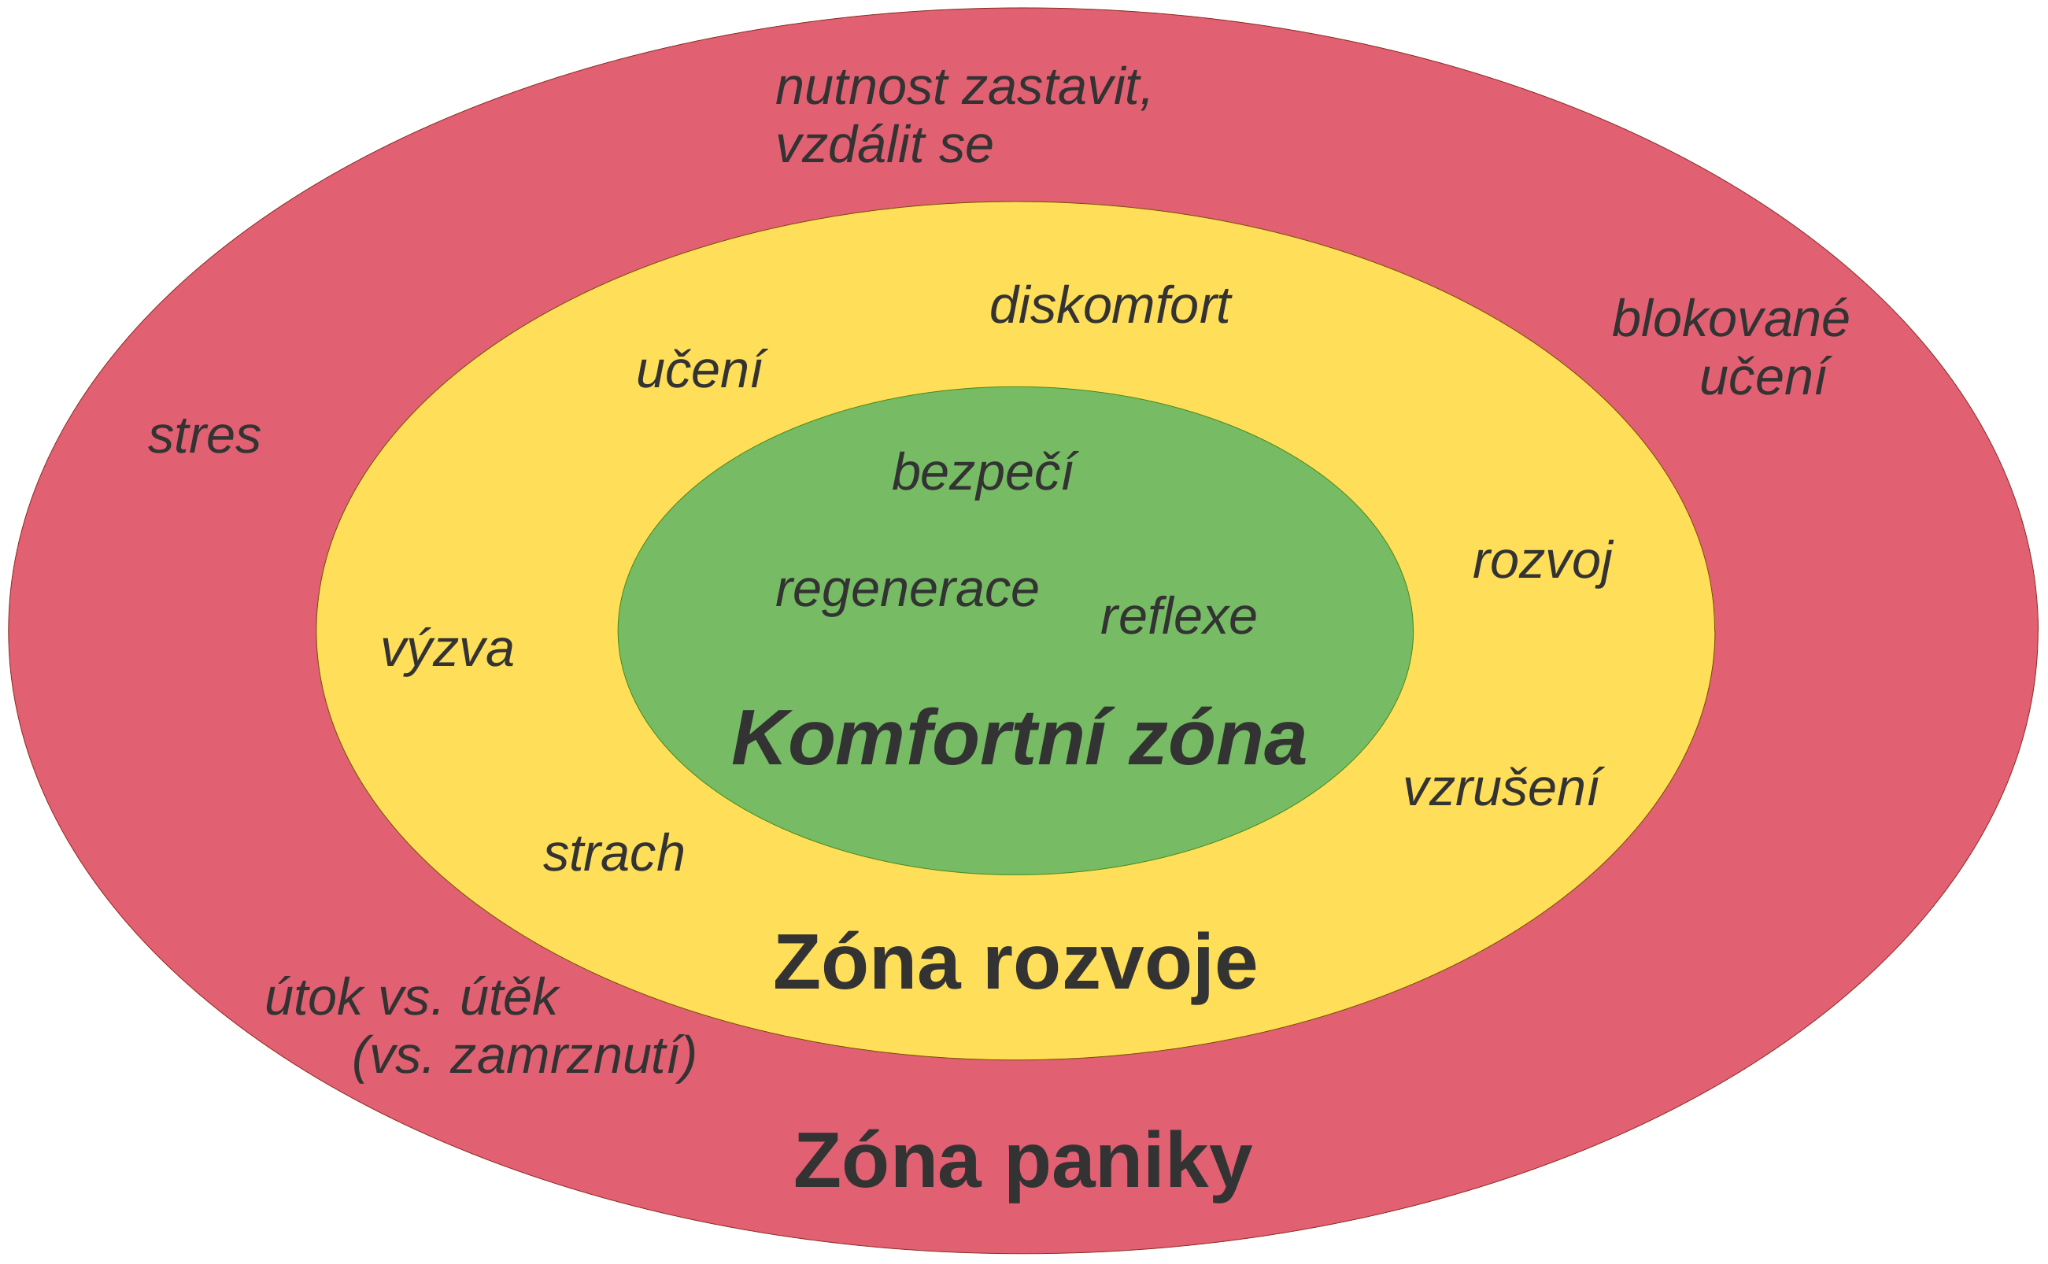 nutnost zastavit,
vzdálit se
diskomfort
blokované
učení
učení
stres
bezpečí
rozvoj
regenerace
reflexe
výzva
Komfortní zóna
vzrušení
strach
Zóna rozvoje
útok vs. útěk
(vs. zamrznutí)
Zóna paniky